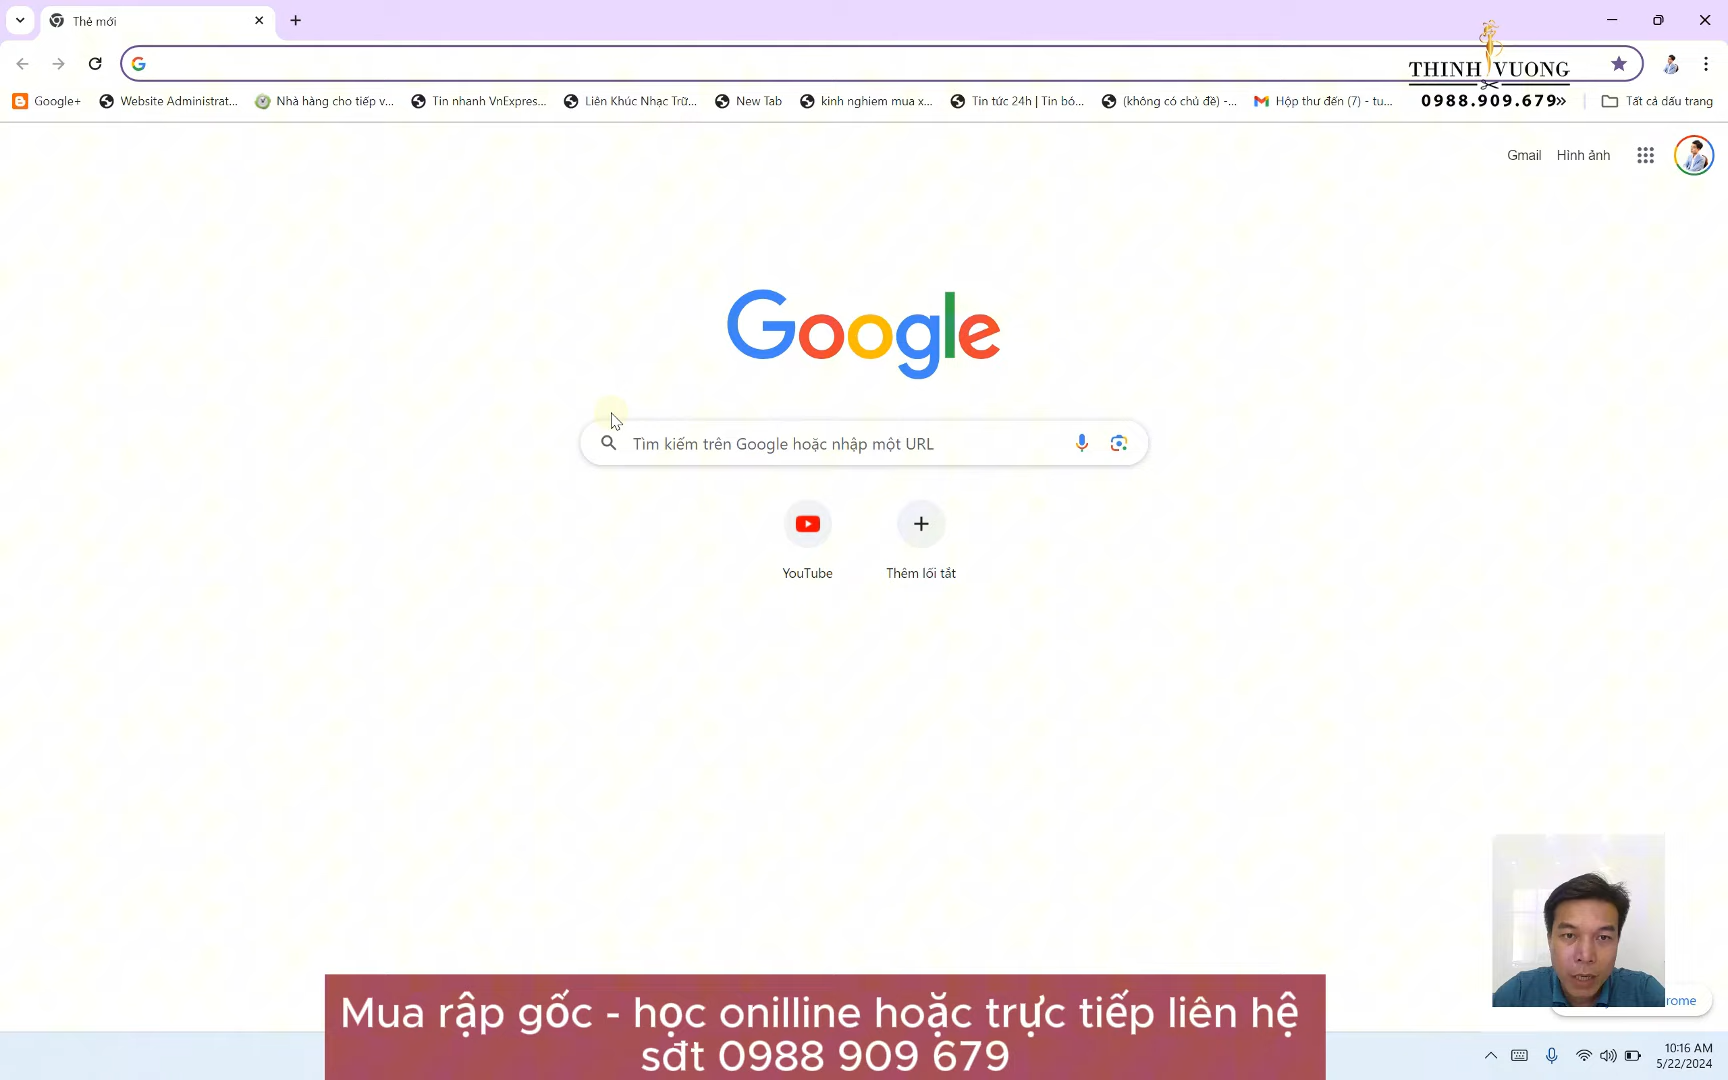 Thẻ mới
THINH VUONG
0988.909.679»
Google+
Website Administrat...
Nhà hàng cho tiếp v...
Tin nhanh VnExpres...
Liên Khúc Nhạc Trữ...
New Tab
kinh nghiem mua x...
Tin tức 24h | Tin bó...
(không có chủ đề) -...
Hộp thư đến (7) - tu...
Tất cả dấu trang
Gmail
Hình ảnh
Google
Tìm kiếm trên Google hoặc nhập một URL
YouTube
Thêm lối tắt
rome
Mua rập gốc - học onilline hoặc trực tiếp liên hệ
sđt 0988 909 679
10:16 AM
5/22/2024